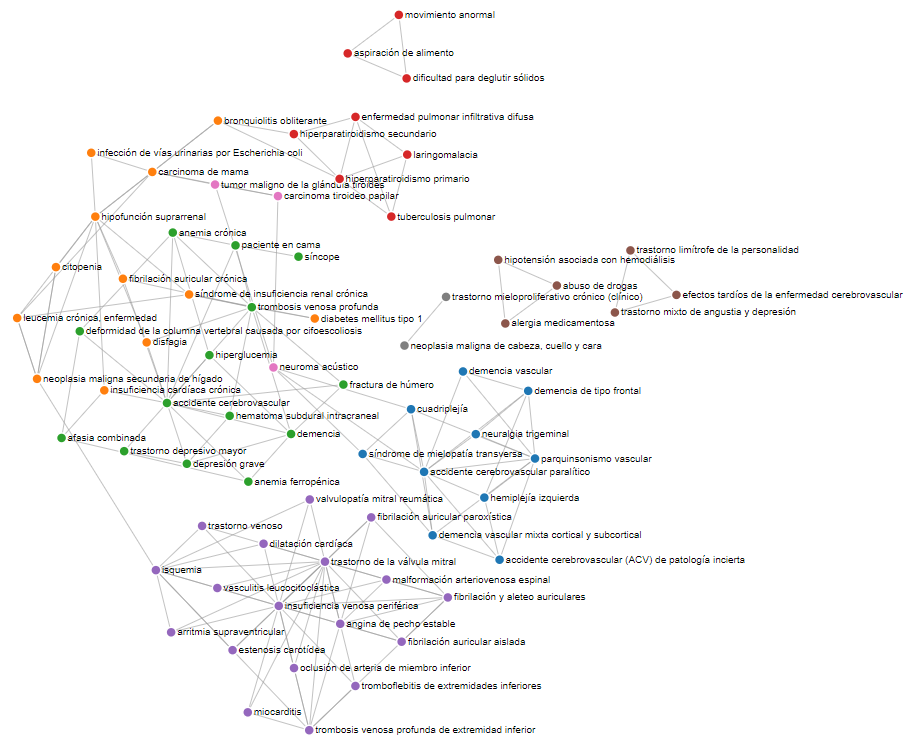 movimiento anormal
aspiración de alimento
dificultad para deglutir sólidos
enfermedad pulmonar infiltrativa difusa
bronquiolitis obliterante
hiperparatiroidismo secundario
infección de vías urinarias por Escherichia coli
laringomalacia
carcinoma de mama
hiperparatiroidismo primario
tumor maligno de la glándula tiroides
carcinoma tiroideo papilar
hipofunción suprarrenal
tuberculosis pulmonar
anemia crónica
paciente en cama
síncope
trastorno limítrofe de la personalidad
hipotensión asociada con hemodiálisis
citopenia
fibrilación auricular crónica
abuso de drogas
síndrome de insuficiencia renal crónica
trastorno mieloproliferativo crónico (clínico)
efectos tardíos de la enfermedad cerebrovascular
trombosis venosa profunda
trastorno mixto de angustia y depresión
leucemia crónica, enfermedad
diabetes mellitus tipo 1
alergia medicamentosa
deformidad de la columna vertebral causada por cifoescoliosis
disfagia
neoplasia maligna de cabeza, cuello y cara
hiperglucemia
neuroma acústico
demencia vascular
neoplasia maligna secundaria de hígado
fractura de húmero
insuficiencia cardíaca crónica
demencia de tipo frontal
accidente cerebrovascular
cuadriplejía
hematoma subdural intracraneal
demencia
neuralgia trigeminal
afasia combinada
trastorno depresivo mayor
síndrome de mielopatía transversa
parquinsonismo vascular
depresión grave
accidente cerebrovascular paralítico
anemia ferropénica
hemiplejía izquierda
valvulopatía mitral reumática
fibrilación auricular paroxística
trastorno venoso
demencia vascular mixta cortical y subcortical
dilatación cardíaca
accidente cerebrovascular (ACV) de patología incierta
trastorno de la válvula mitral
isquemia
malformación arteriovenosa espinal
vasculitis leucocitoclástica
fibrilación y aleteo auriculares
insuficiencia venosa periférica
angina de pecho estable
arritmia supraventricular
fibrilación auricular aislada
estenosis carotídea
oclusión de arteria de miembro inferior
tromboflebitis de extremidades inferiores
miocarditis
trombosis venosa profunda de extremidad inferior